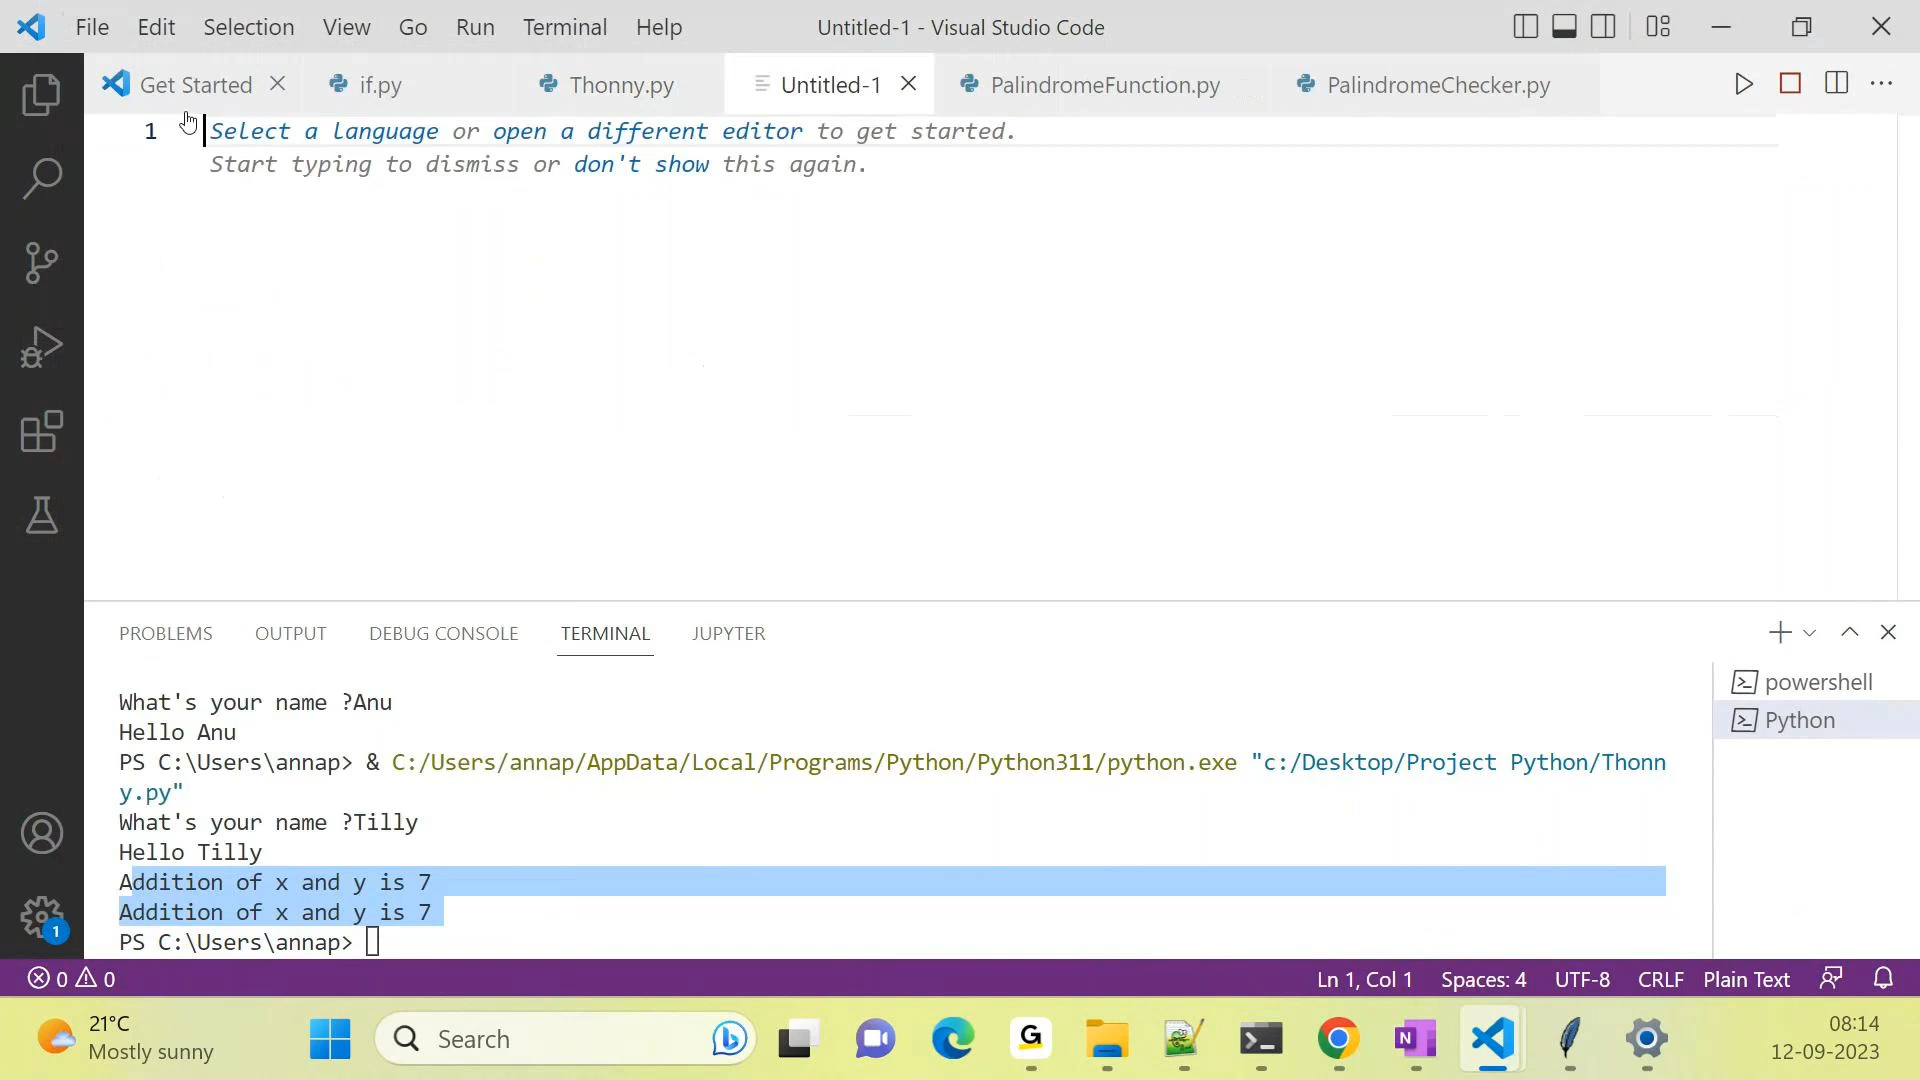 File Edit Selection View Go Run Terminal Help Untitled-1 - Visual Studio Code
Get Started if.py Thonny.py Untitled-1 PalindromeFunction.py PalindromeChecker.py
1 Select a language or open a different editor to get started.
Start typing to dismiss or don't show this again.
PROBLEMS OUTPUT DEBUG CONSOLE TERMINAL JUPYTER
What's your name ?Anu
Hello Anu
PS C:\Users\annap> & C:/Users/annap/AppData/Local/Programs/Python/Python311/python.exe "c:/Desktop/Project Python/Thonn
y.py"
What's your name ?Tilly
Hello Tilly
Addition of x and y is 7
Addition of x and y is 7
PS C:\Users\annap>
powershell
Python
1
0 0 Ln 1, Col 1 Spaces: 4 UTF-8 CRLF Plain Text
21°C
Mostly sunny
Search
G
N
08:14
12-09-2023